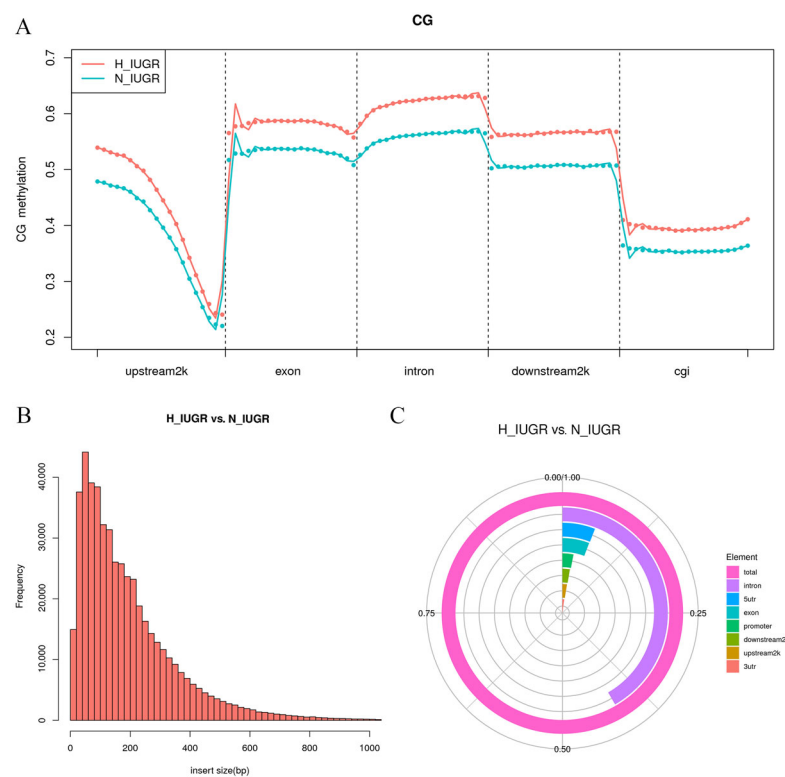 A
CG
0.7
0.6
0.5
0.4
0.3
0.2
CG methylation
H_IUGR
N_IUGR
upstream2k
exon
intron
downstream2k
cgi
B
H_IUGR vs. N_IUGR
40,000
30,000
20,000
10,000
0
Frequency
0
200
400
600
800
1000
insert size(bp)
C
H_IUGR vs. N_IUGR
0.00/1.00
0.75
0.25
0.50
Element
total
intron
5utr
exon
promoter
downstream2
upstream2k
3utr